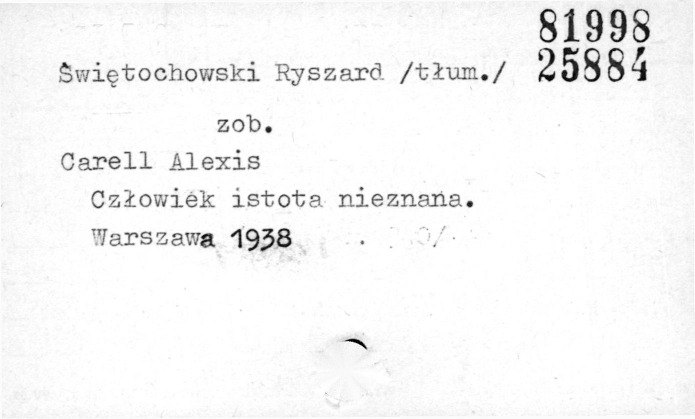 81998
Świętochowski Ryszard /tłum./ 25884
zob.
Carell Alexis
Człowiek istota nieznana.
Warszawa 1938